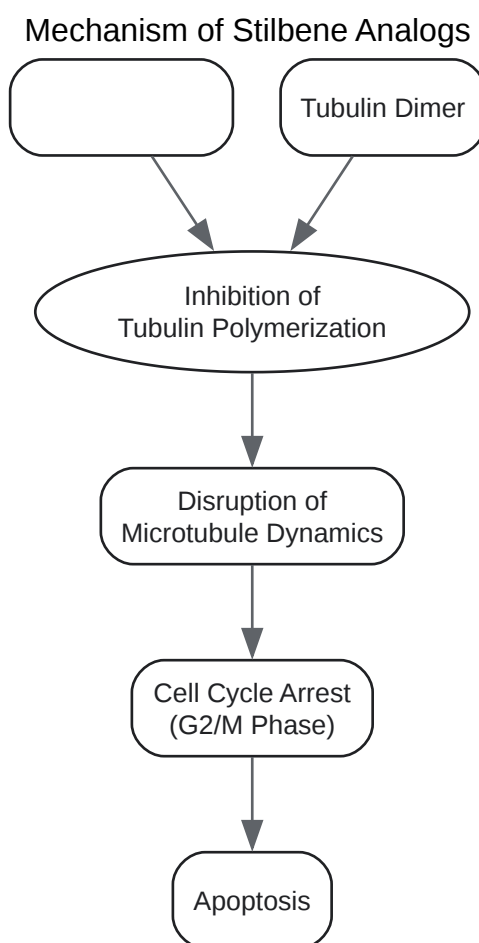 Mechanism of Stilbene Analogs
Tubulin Dimer
Inhibition of
Tubulin Polymerization
Disruption of
Microtubule Dynamics
Cell Cycle Arrest
(G2/M Phase)
Apoptosis